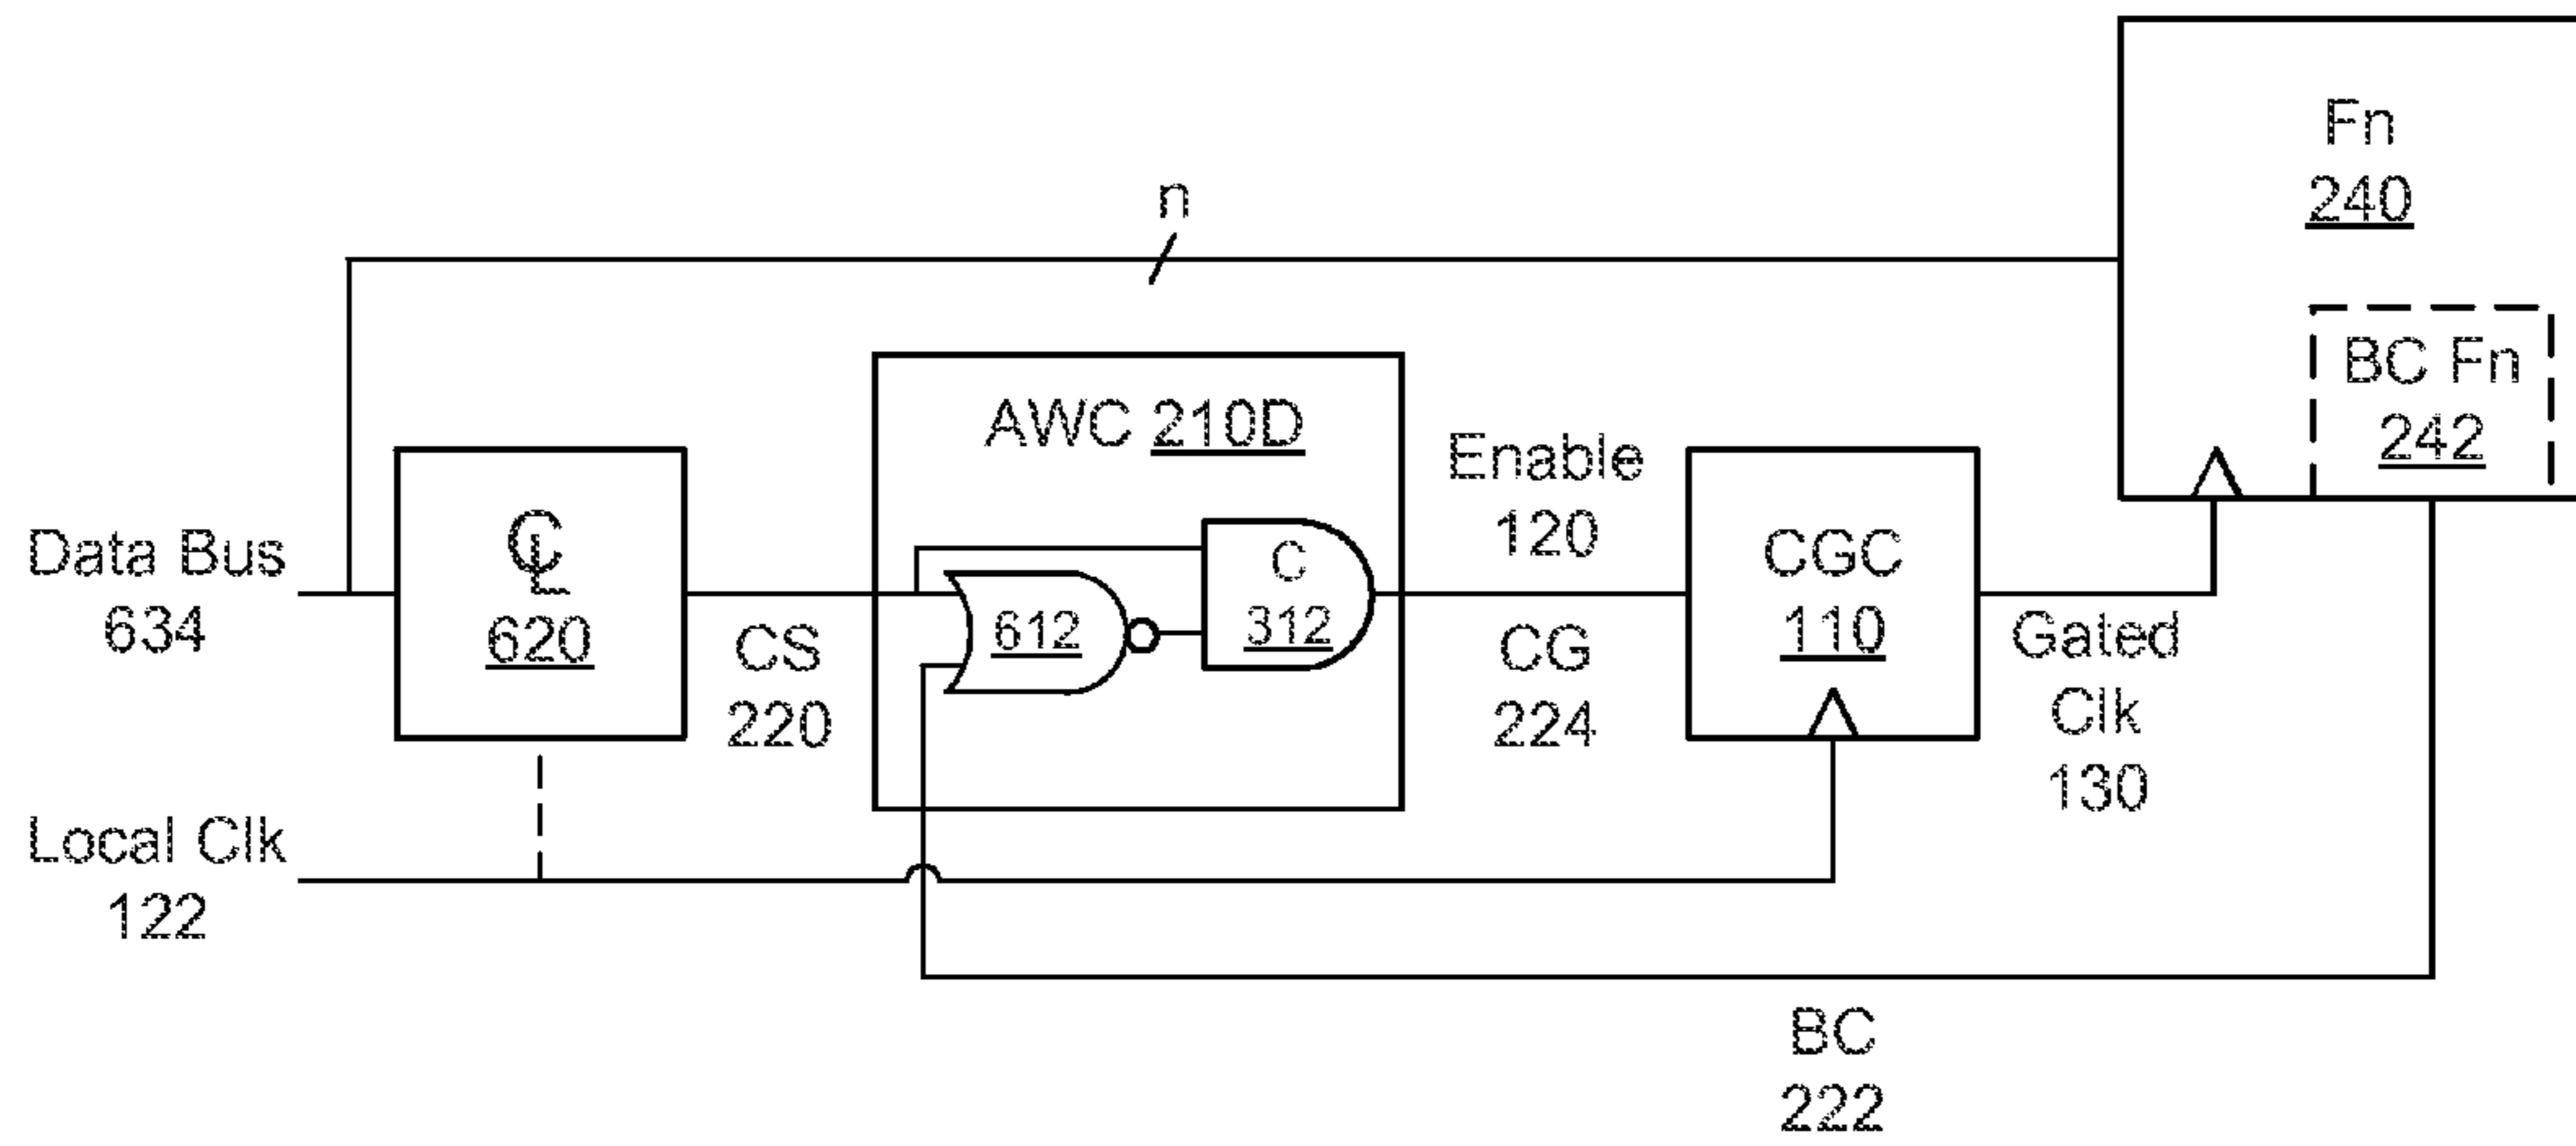 Fn
240
n
BC Fn
242
AWC 210D
Enable
120
Data Bus
634
CL
620
CS
220
612
C
312
CG
224
CGC
110
Gated
Clk
130
Local Clk
122
BC
222